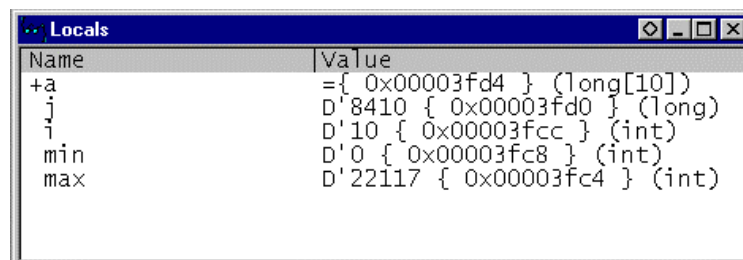 Locals
Name Value
+a ={ 0x00003fd4 } (long[10])
j D'8410 { 0x00003fd0 } (long)
i D'10 { 0x00003fcc } (int)
min D'0 { 0x00003fc8 } (int)
max D'22117 { 0x00003fc4 } (int)